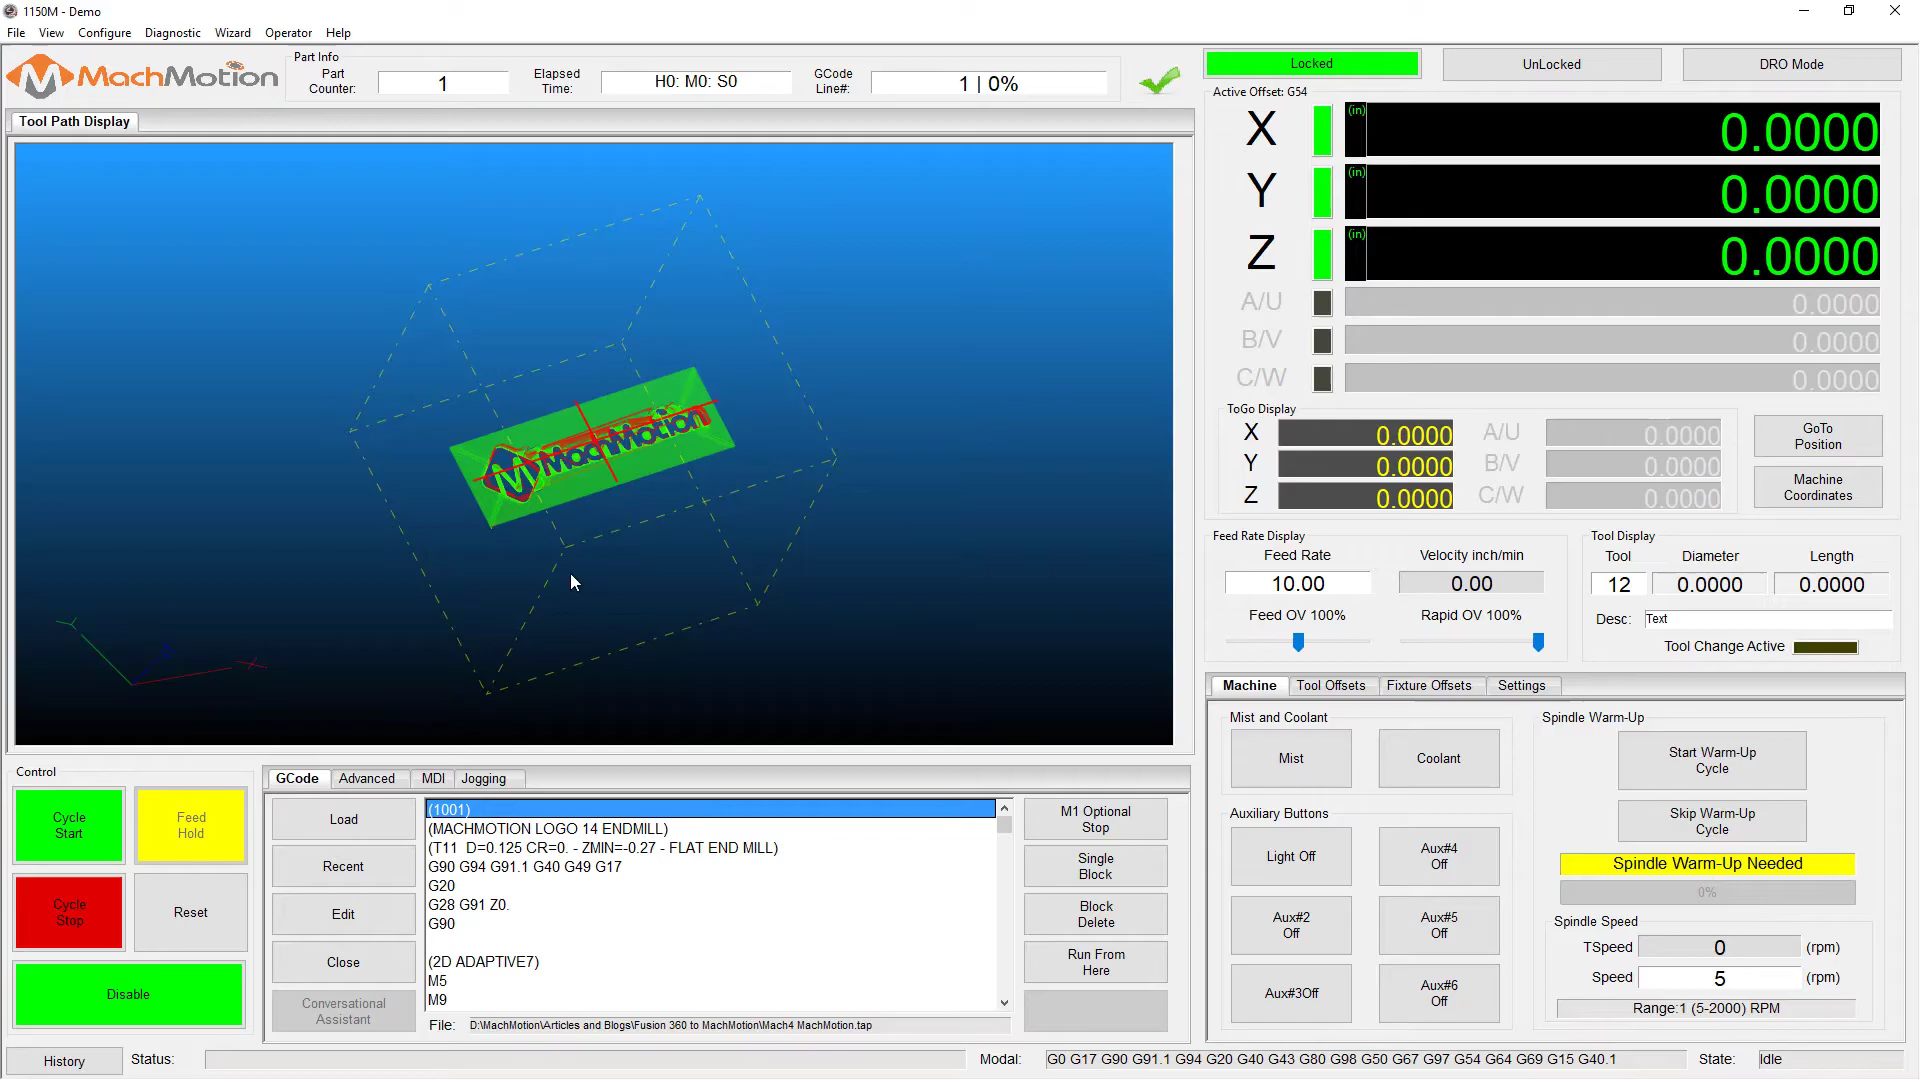 1150M - Demo
File View Configure Diagnostic Wizard Operator Help
MachMotion
Part Info
Part Counter: 1
Elapsed Time: H0: M0: S0
GCode Line#: 1 | 0%
Locked
UnLocked
DRO Mode
Tool Path Display
MachMotion
Active Offset: G54
X (in) 0.0000
Y (in) 0.0000
Z (in) 0.0000
A/U 0.0000
B/V 0.0000
C/W 0.0000
ToGo Display
X 0.0000 A/U 0.0000
Y 0.0000 B/V 0.0000
Z 0.0000 C/W 0.0000
GoTo
Position
Machine
Coordinates
Feed Rate Display
Feed Rate Velocity inch/min
10.00 0.00
Feed OV 100% Rapid OV 100%
Tool Display
Tool Diameter Length
12 0.0000 0.0000
Desc: Text
Tool Change Active
Machine Tool Offsets Fixture Offsets Settings
Mist and Coolant
Mist Coolant
Auxiliary Buttons
Light Off
Aux#4
Off
Aux#2
Off
Aux#5
Off
Aux#3Off
Aux#6
Off
Spindle Warm-Up
Start Warm-Up
Cycle
Skip Warm-Up
Cycle
Spindle Warm-Up Needed
0%
Spindle Speed
TSpeed 0 (rpm)
Speed 5 (rpm)
Range:1 (5-2000) RPM
Control
Cycle
Start
Feed
Hold
Cycle
Stop
Reset
Disable
GCode Advanced MDI Jogging
Load
Recent
Edit
Close
Conversational
Assistant
(1001)
(MACHMOTION LOGO 14 ENDMILL)
(T11 D=0.125 CR=0. - ZMIN=-0.27 - FLAT END MILL)
G90 G94 G91.1 G40 G49 G17
G20
G28 G91 Z0.
G90
(2D ADAPTIVE7)
M5
M9
File: D:\MachMotion\Articles and Blogs\Fusion 360 to MachMotion\Mach4 MachMotion.tap
M1 Optional
Stop
Single
Block
Block
Delete
Run From
Here
History
Status:
Modal: G0 G17 G90 G91.1 G94 G20 G40 G43 G80 G98 G50 G67 G97 G54 G64 G69 G15 G40.1
State: Idle
X
Y
Z